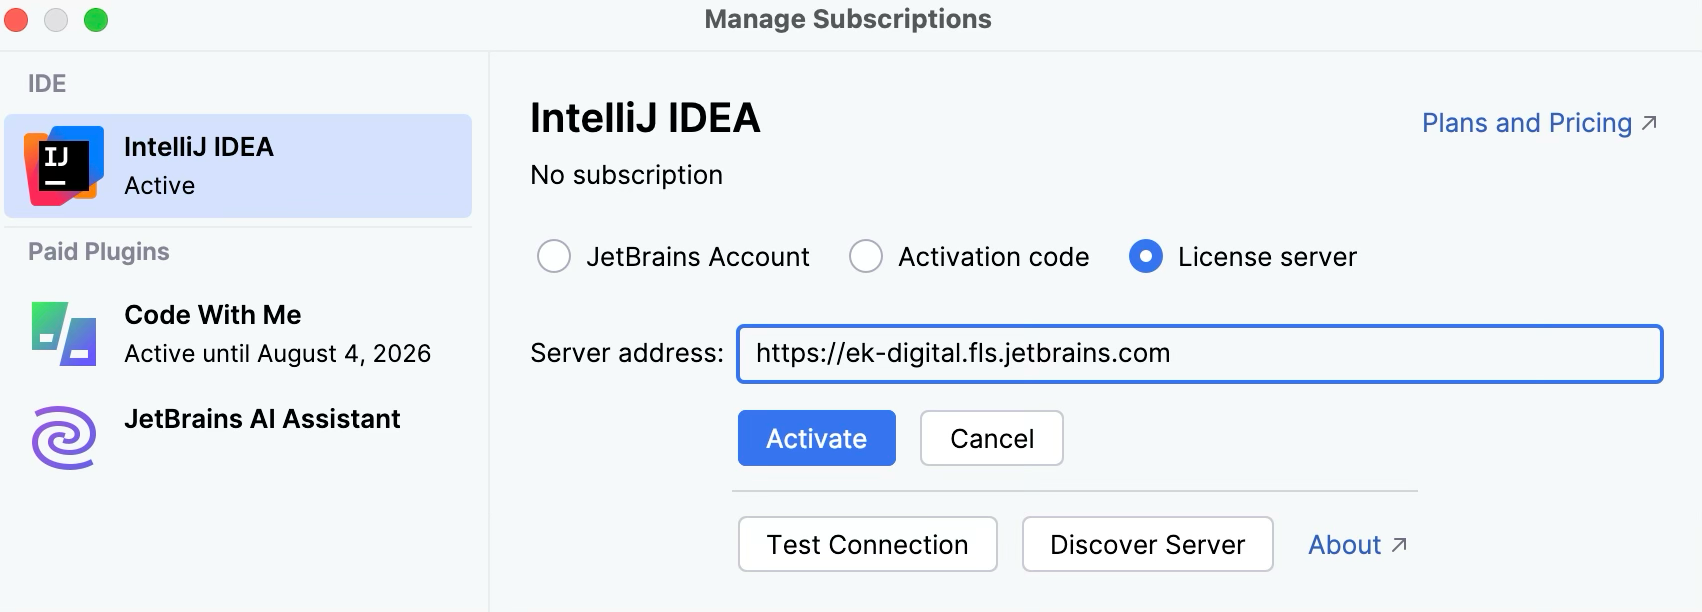 Manage Subscriptions
IDE
IJ
IntelliJ IDEA
Active
Paid Plugins
Code With Me
Active until August 4, 2026
JetBrains AI Assistant
IntelliJ IDEA
Plans and Pricing ↗
No subscription
JetBrains Account
Activation code
License server
Server address: https://ek-digital.fls.jetbrains.com
Activate
Cancel
Test Connection
Discover Server
About ↗